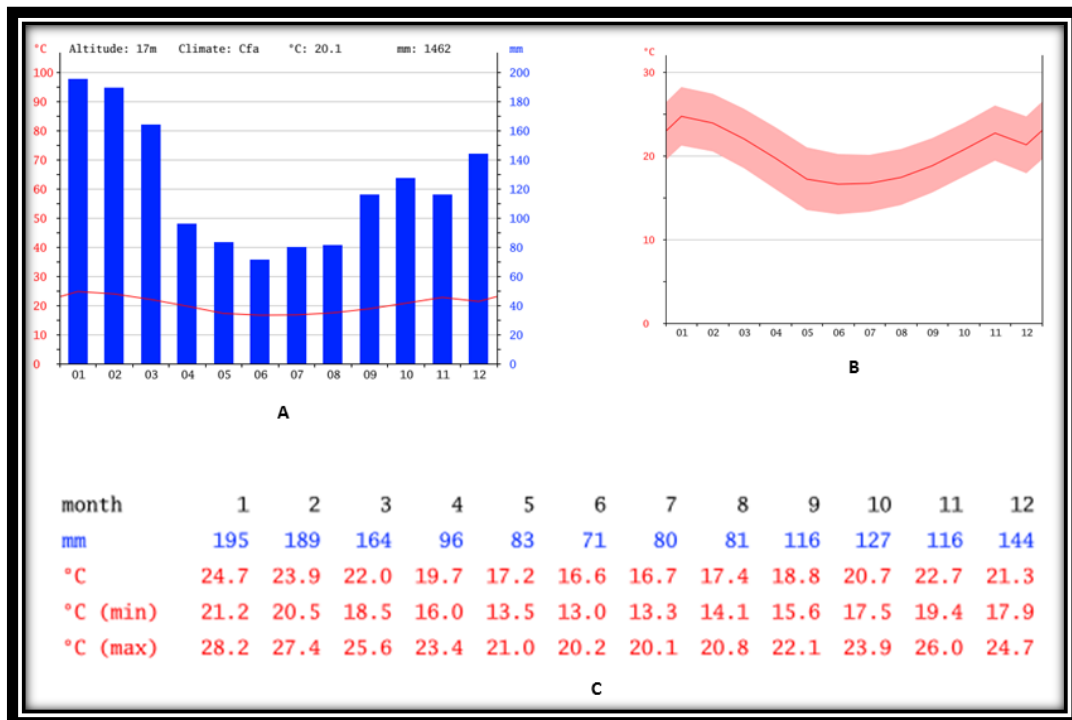 °C Altitude: 17m Climate: Cfa °C: 20.1 mm: 1462 mm
100 200
90 180
80 160
70 140
60 120
50 100
40 80
30 60
20 40
10 20
0 0
01 02 03 04 05 06 07 08 09 10 11 12
A
°C
30
20
10
0
01 02 03 04 05 06 07 08 09 10 11 12
B
month 1 2 3 4 5 6 7 8 9 10 11 12
mm 195 189 164 96 83 71 80 81 116 127 116 144
°C 24.7 23.9 22.0 19.7 17.2 16.6 16.7 17.4 18.8 20.7 22.7 21.3
°C (min) 21.2 20.5 18.5 16.0 13.5 13.0 13.3 14.1 15.6 17.5 19.4 17.9
°C (max) 28.2 27.4 25.6 23.4 21.0 20.2 20.1 20.8 22.1 23.9 26.0 24.7
C